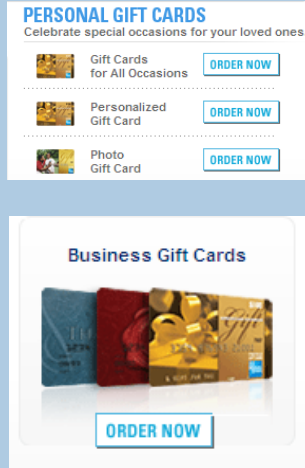 PERSONAL GIFT CARDS
Celebrate special occasions for your loved ones
Gift Cards
for All Occasions
ORDER NOW
Personalized
Gift Card
ORDER NOW
Photo
Gift Card
ORDER NOW
Business Gift Cards
Gift
ORDER NOW